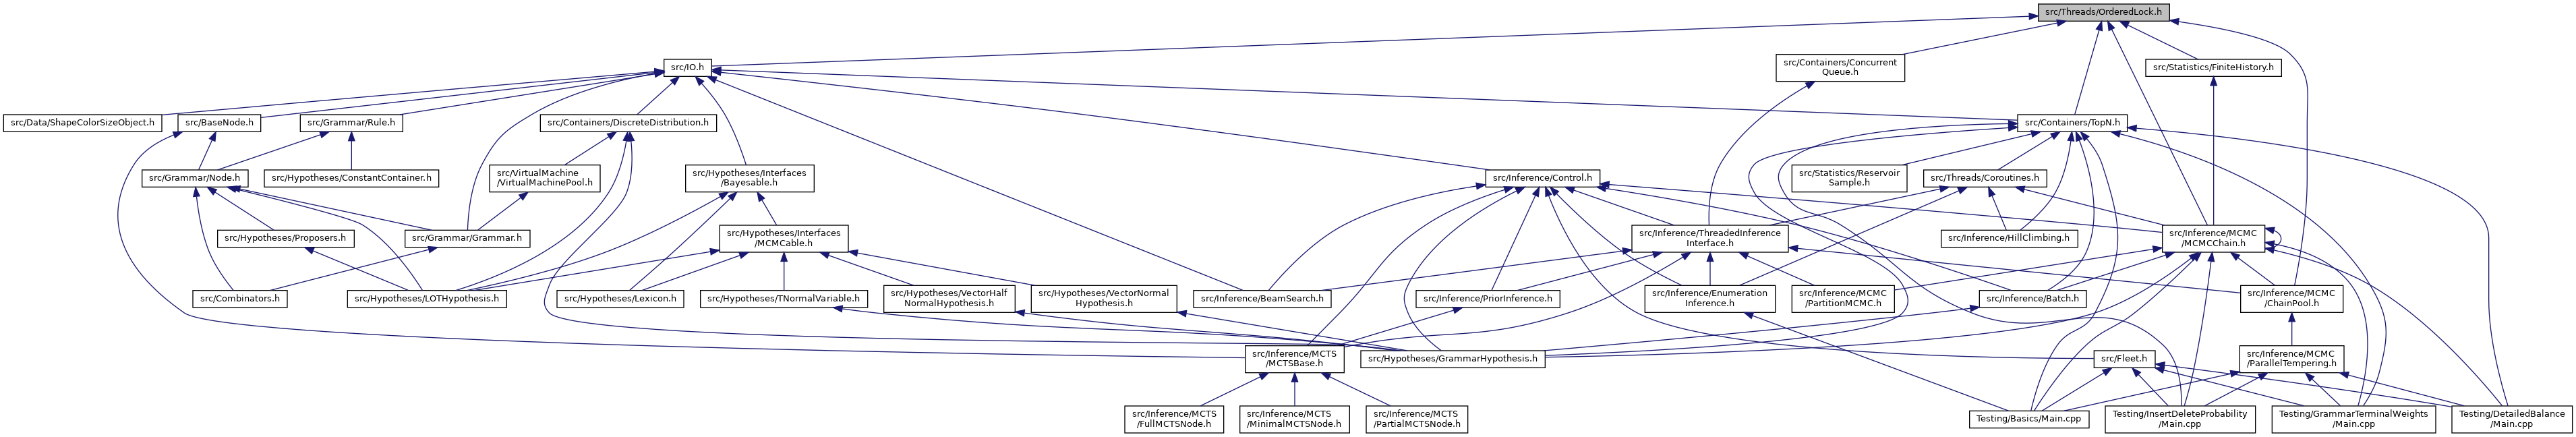 src/Threads/OrderedLock.h
src/IO.h
src/Containers/Concurrent
Queue.h
src/Statistics/FiniteHistory.h
src/Data/ShapeColorSizeObject.h
src/BaseNode.h
src/Grammar/Rule.h
src/Containers/DiscreteDistribution.h
src/Containers/TopN.h
src/Grammar/Node.h
src/Hypotheses/ConstantContainer.h
src/VirtualMachine
/VirtualMachinePool.h
src/Hypotheses/Interfaces
/Bayesable.h
src/Inference/Control.h
src/Statistics/Reservoir
Sample.h
src/Threads/Coroutines.h
src/Hypotheses/Proposers.h
src/Grammar/Grammar.h
src/Hypotheses/Interfaces
/MCMCable.h
src/Inference/ThreadedInference
Interface.h
src/Inference/HillClimbing.h
src/Inference/MCMC
/MCMCChain.h
src/Combinators.h
src/Hypotheses/LOTHypothesis.h
src/Hypotheses/Lexicon.h
src/Hypotheses/TNormalVariable.h
src/Hypotheses/VectorHalf
NormalHypothesis.h
src/Hypotheses/VectorNormal
Hypothesis.h
src/Inference/BeamSearch.h
src/Inference/PriorInference.h
src/Inference/Enumeration
Inference.h
src/Inference/MCMC
/PartitionMCMC.h
src/Inference/Batch.h
src/Inference/MCMC
/ChainPool.h
src/Inference/MCTS
/MCTSBase.h
src/Hypotheses/GrammarHypothesis.h
src/Fleet.h
src/Inference/MCMC
/ParallelTempering.h
src/Inference/MCTS
/FullMCTSNode.h
src/Inference/MCTS
/MinimalMCTSNode.h
src/Inference/MCTS
/PartialMCTSNode.h
Testing/Basics/Main.cpp
Testing/InsertDeleteProbability
/Main.cpp
Testing/GrammarTerminalWeights
/Main.cpp
Testing/DetailedBalance
/Main.cpp